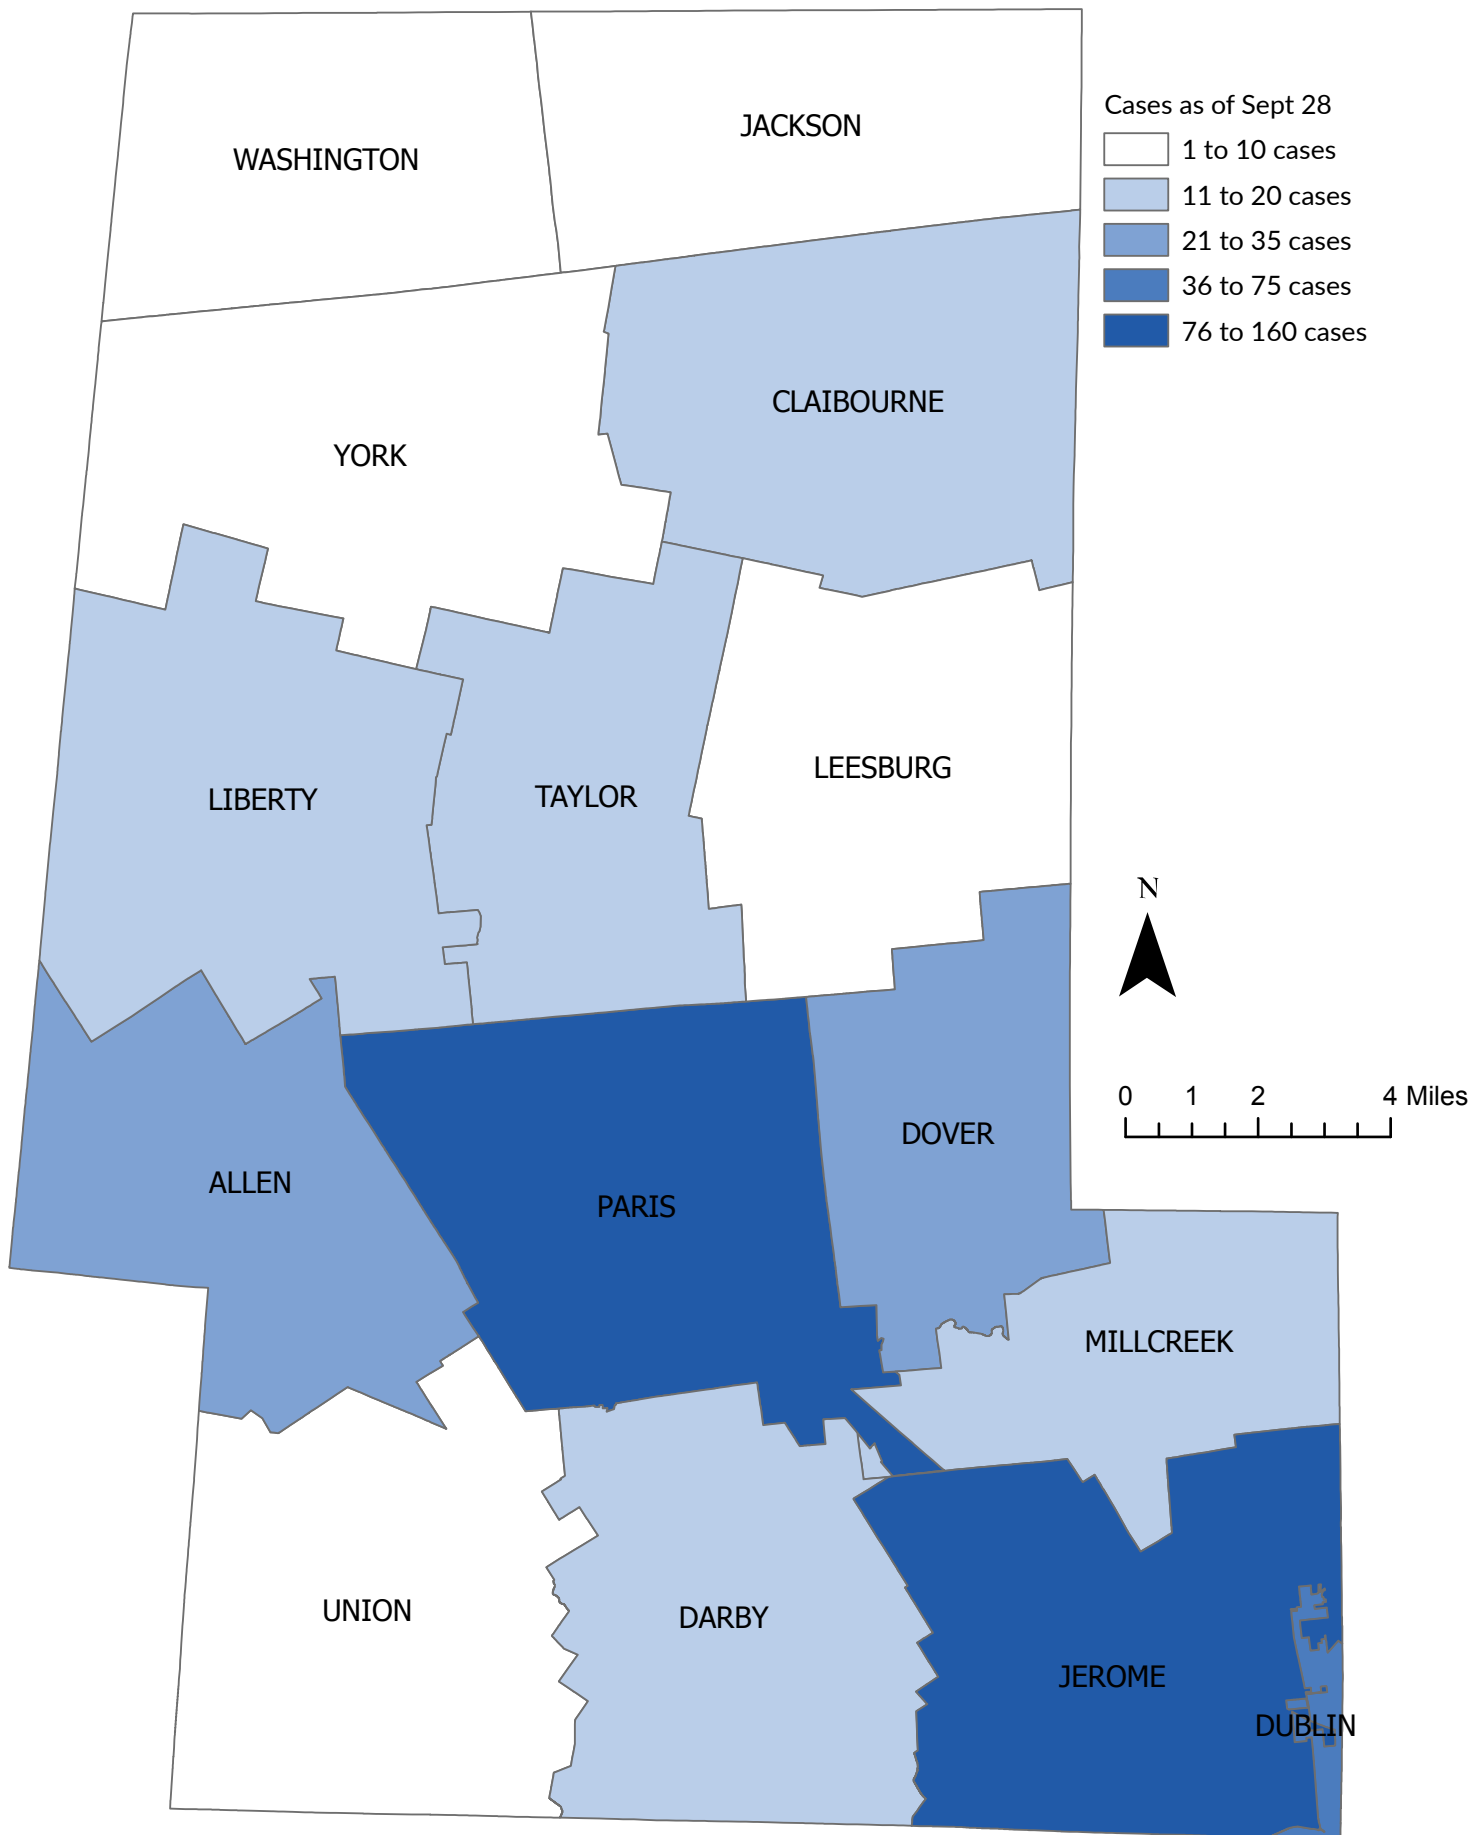 WASHINGTON
JACKSON
Cases as of Sept 28
1 to 10 cases
11 to 20 cases
21 to 35 cases
36 to 75 cases
76 to 160 cases
CLAIBOURNE
YORK
LEESBURG
LIBERTY
TAYLOR
N
0 1 2 4 Miles
DOVER
ALLEN
PARIS
MILLCREEK
UNION
DARBY
JEROME
DUBLIN